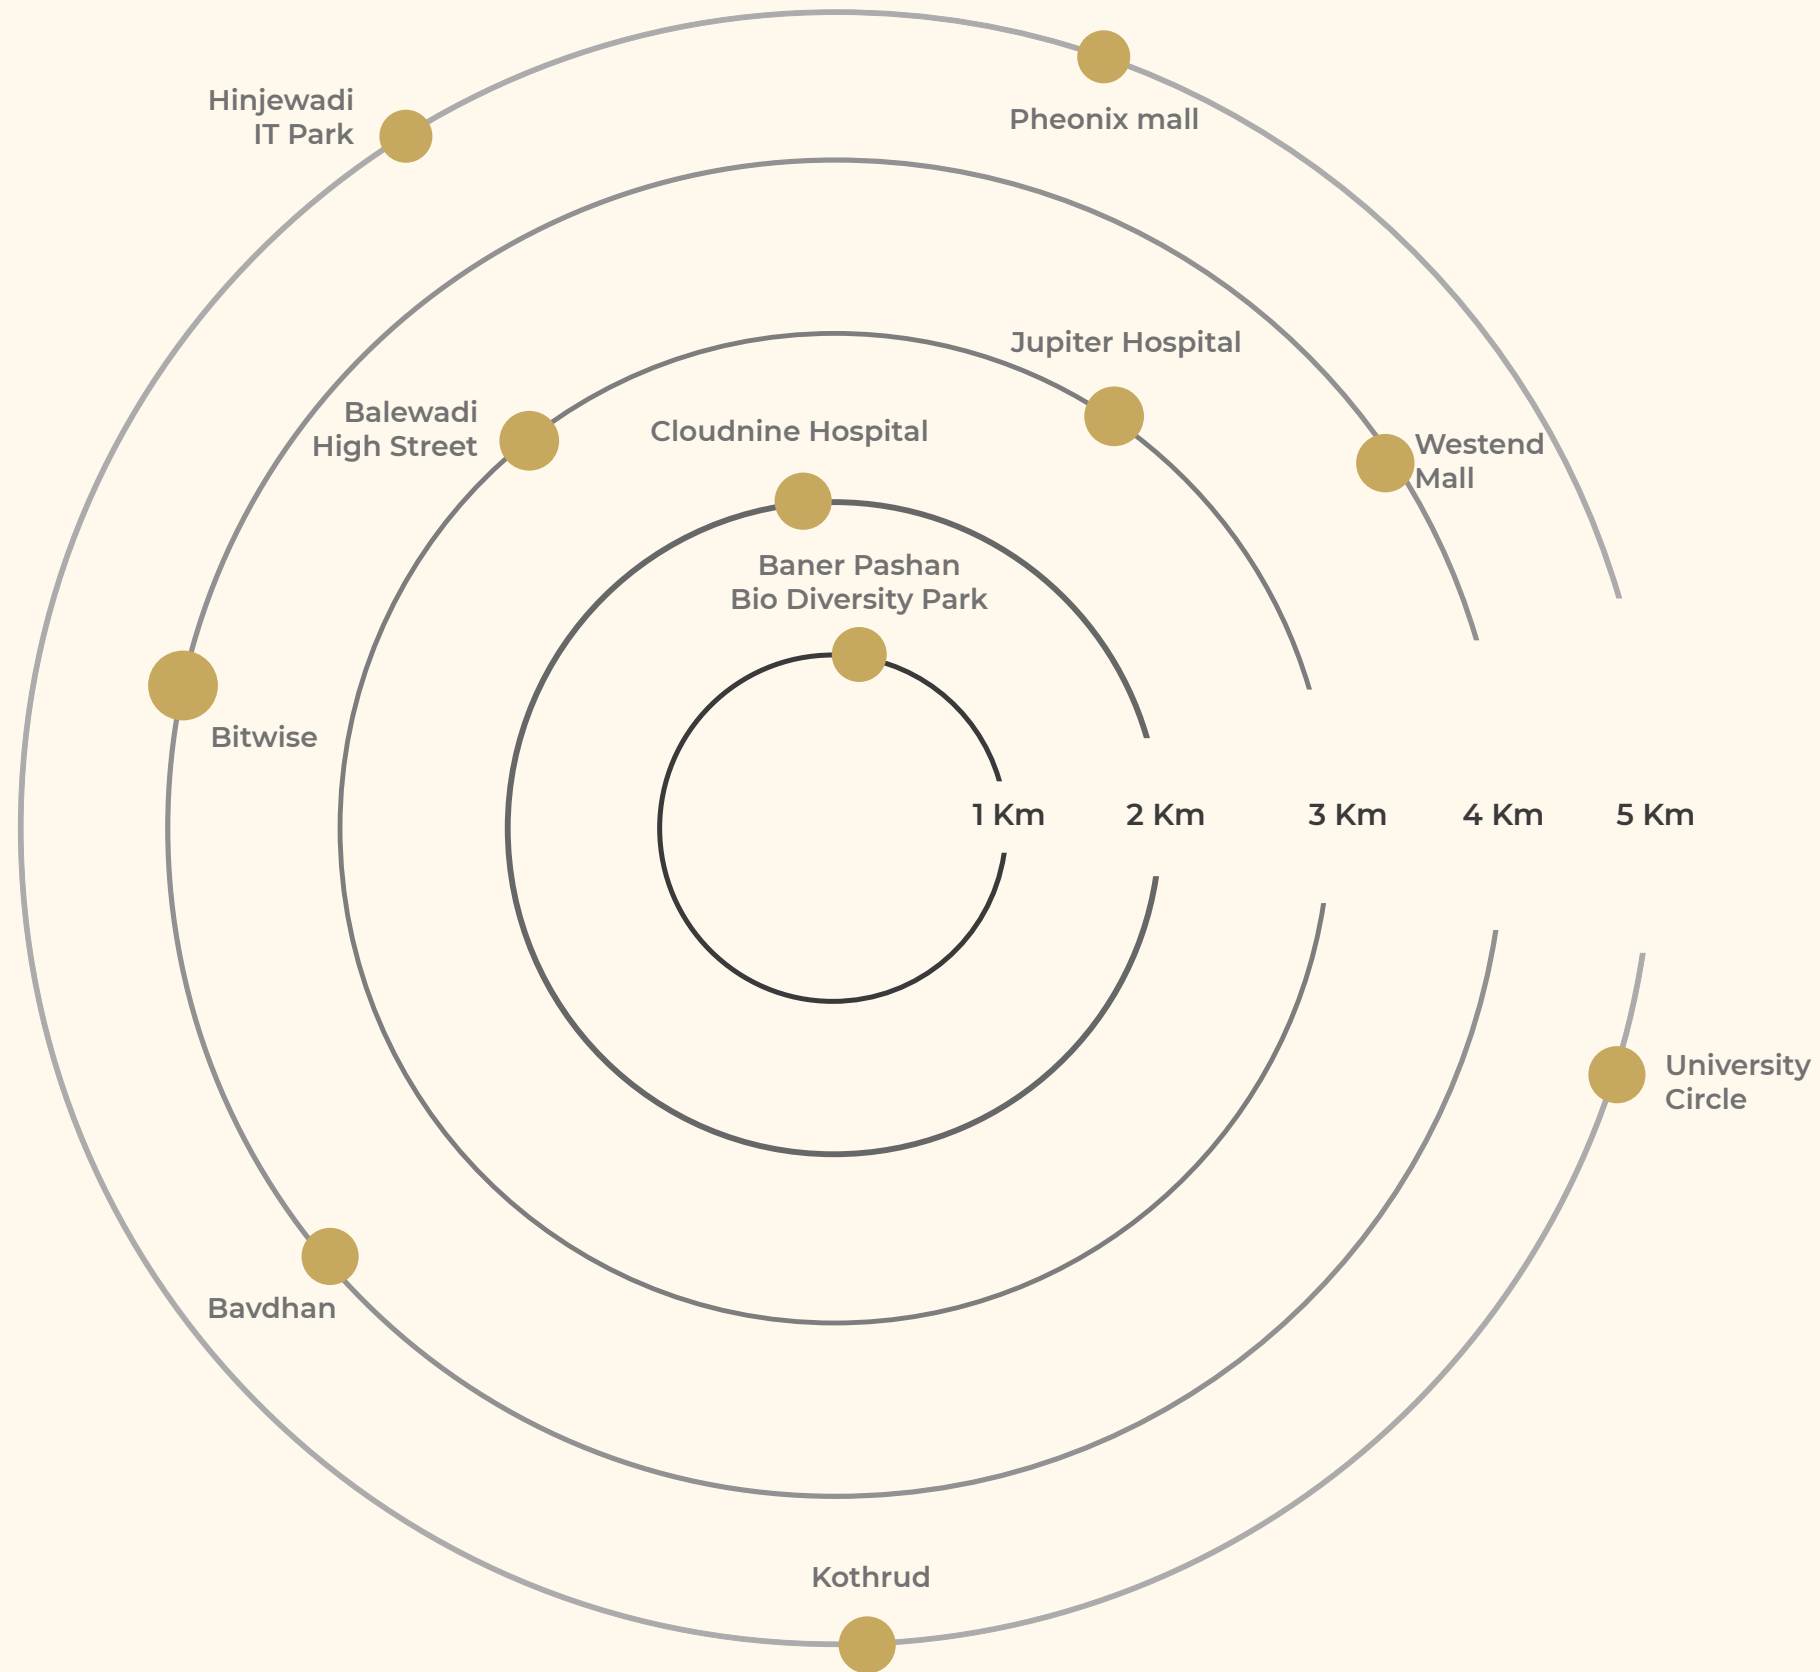 Hinjewadi
IT Park
Pheonix mall
Jupiter Hospital
Balewadi
High Street
Cloudnine Hospital
Westend
Mall
Baner Pashan
Bio Diversity Park
Bitwise
1 Km
2 Km
3 Km
4 Km
5 Km
University
Circle
Bavdhan
Kothrud